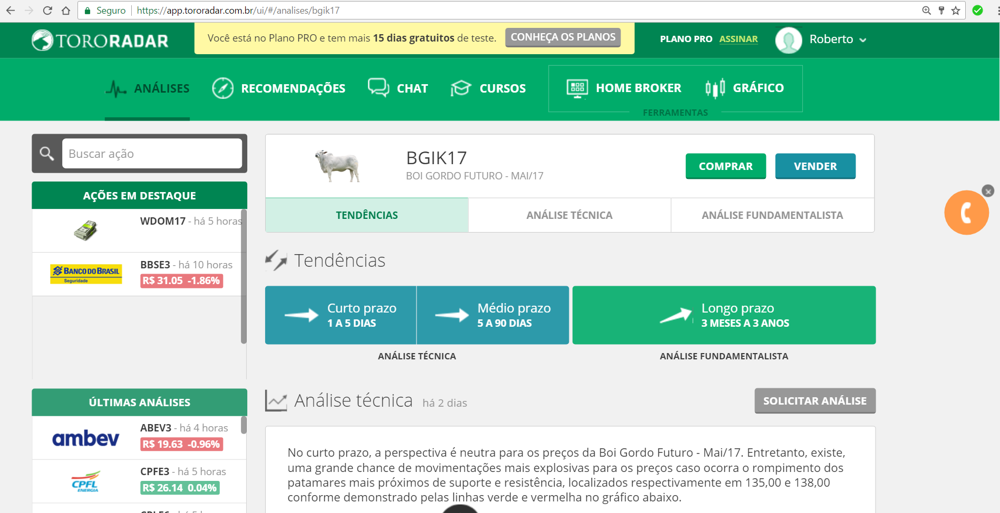 Seguro
https://app.tororadar.com.br/ui/#/analises/bgik17
TORORADAR
Você está no Plano PRO e tem mais 15 dias gratuitos de teste.
CONHEÇA OS PLANOS
PLANO PRO ASSINAR
Roberto
ANÁLISES
RECOMENDAÇÕES
CHAT
CURSOS
HOME BROKER
GRÁFICO
FERRAMENTAS
Buscar ação
AÇÕES EM DESTAQUE
WDOM17 - há 5 horas
BANCO DO BRASIL
Seguridade
BBSE3 - há 10 horas
R$ 31.05 -1.86%
ÚLTIMAS ANÁLISES
ambev
ABEV3 - há 4 horas
R$ 19.63 -0.96%
CPFL
ENERGIA
CPFE3 - há 5 horas
R$ 26.14 0.04%
BGIK17
BOI GORDO FUTURO - MAI/17
COMPRAR
VENDER
TENDÊNCIAS
ANÁLISE TÉCNICA
ANÁLISE FUNDAMENTALISTA
Tendências
Curto prazo
1 A 5 DIAS
Médio prazo
5 A 90 DIAS
Longo prazo
3 MESES A 3 ANOS
ANÁLISE TÉCNICA
ANÁLISE FUNDAMENTALISTA
Análise técnica há 2 dias
SOLICITAR ANÁLISE
No curto prazo, a perspectiva é neutra para os preços da Boi Gordo Futuro - Mai/17. Entretanto, existe,
uma grande chance de movimentações mais explosivas para os preços caso ocorra o rompimento dos
patamares mais próximos de suporte e resistência, localizados respectivamente em 135,00 e 138,00
conforme demonstrado pelas linhas verde e vermelha no gráfico abaixo.